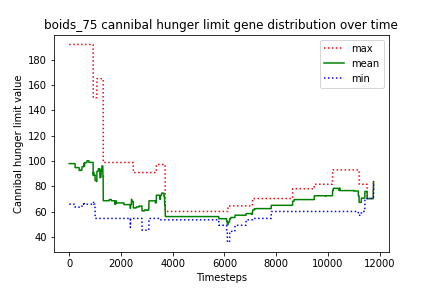 boids_75 cannibal hunger limit gene distribution over time
max
mean
min
Cannibal hunger limit value
180
160
140
120
100
80
60
40
0 2000 4000 6000 8000 10000 12000
Timesteps